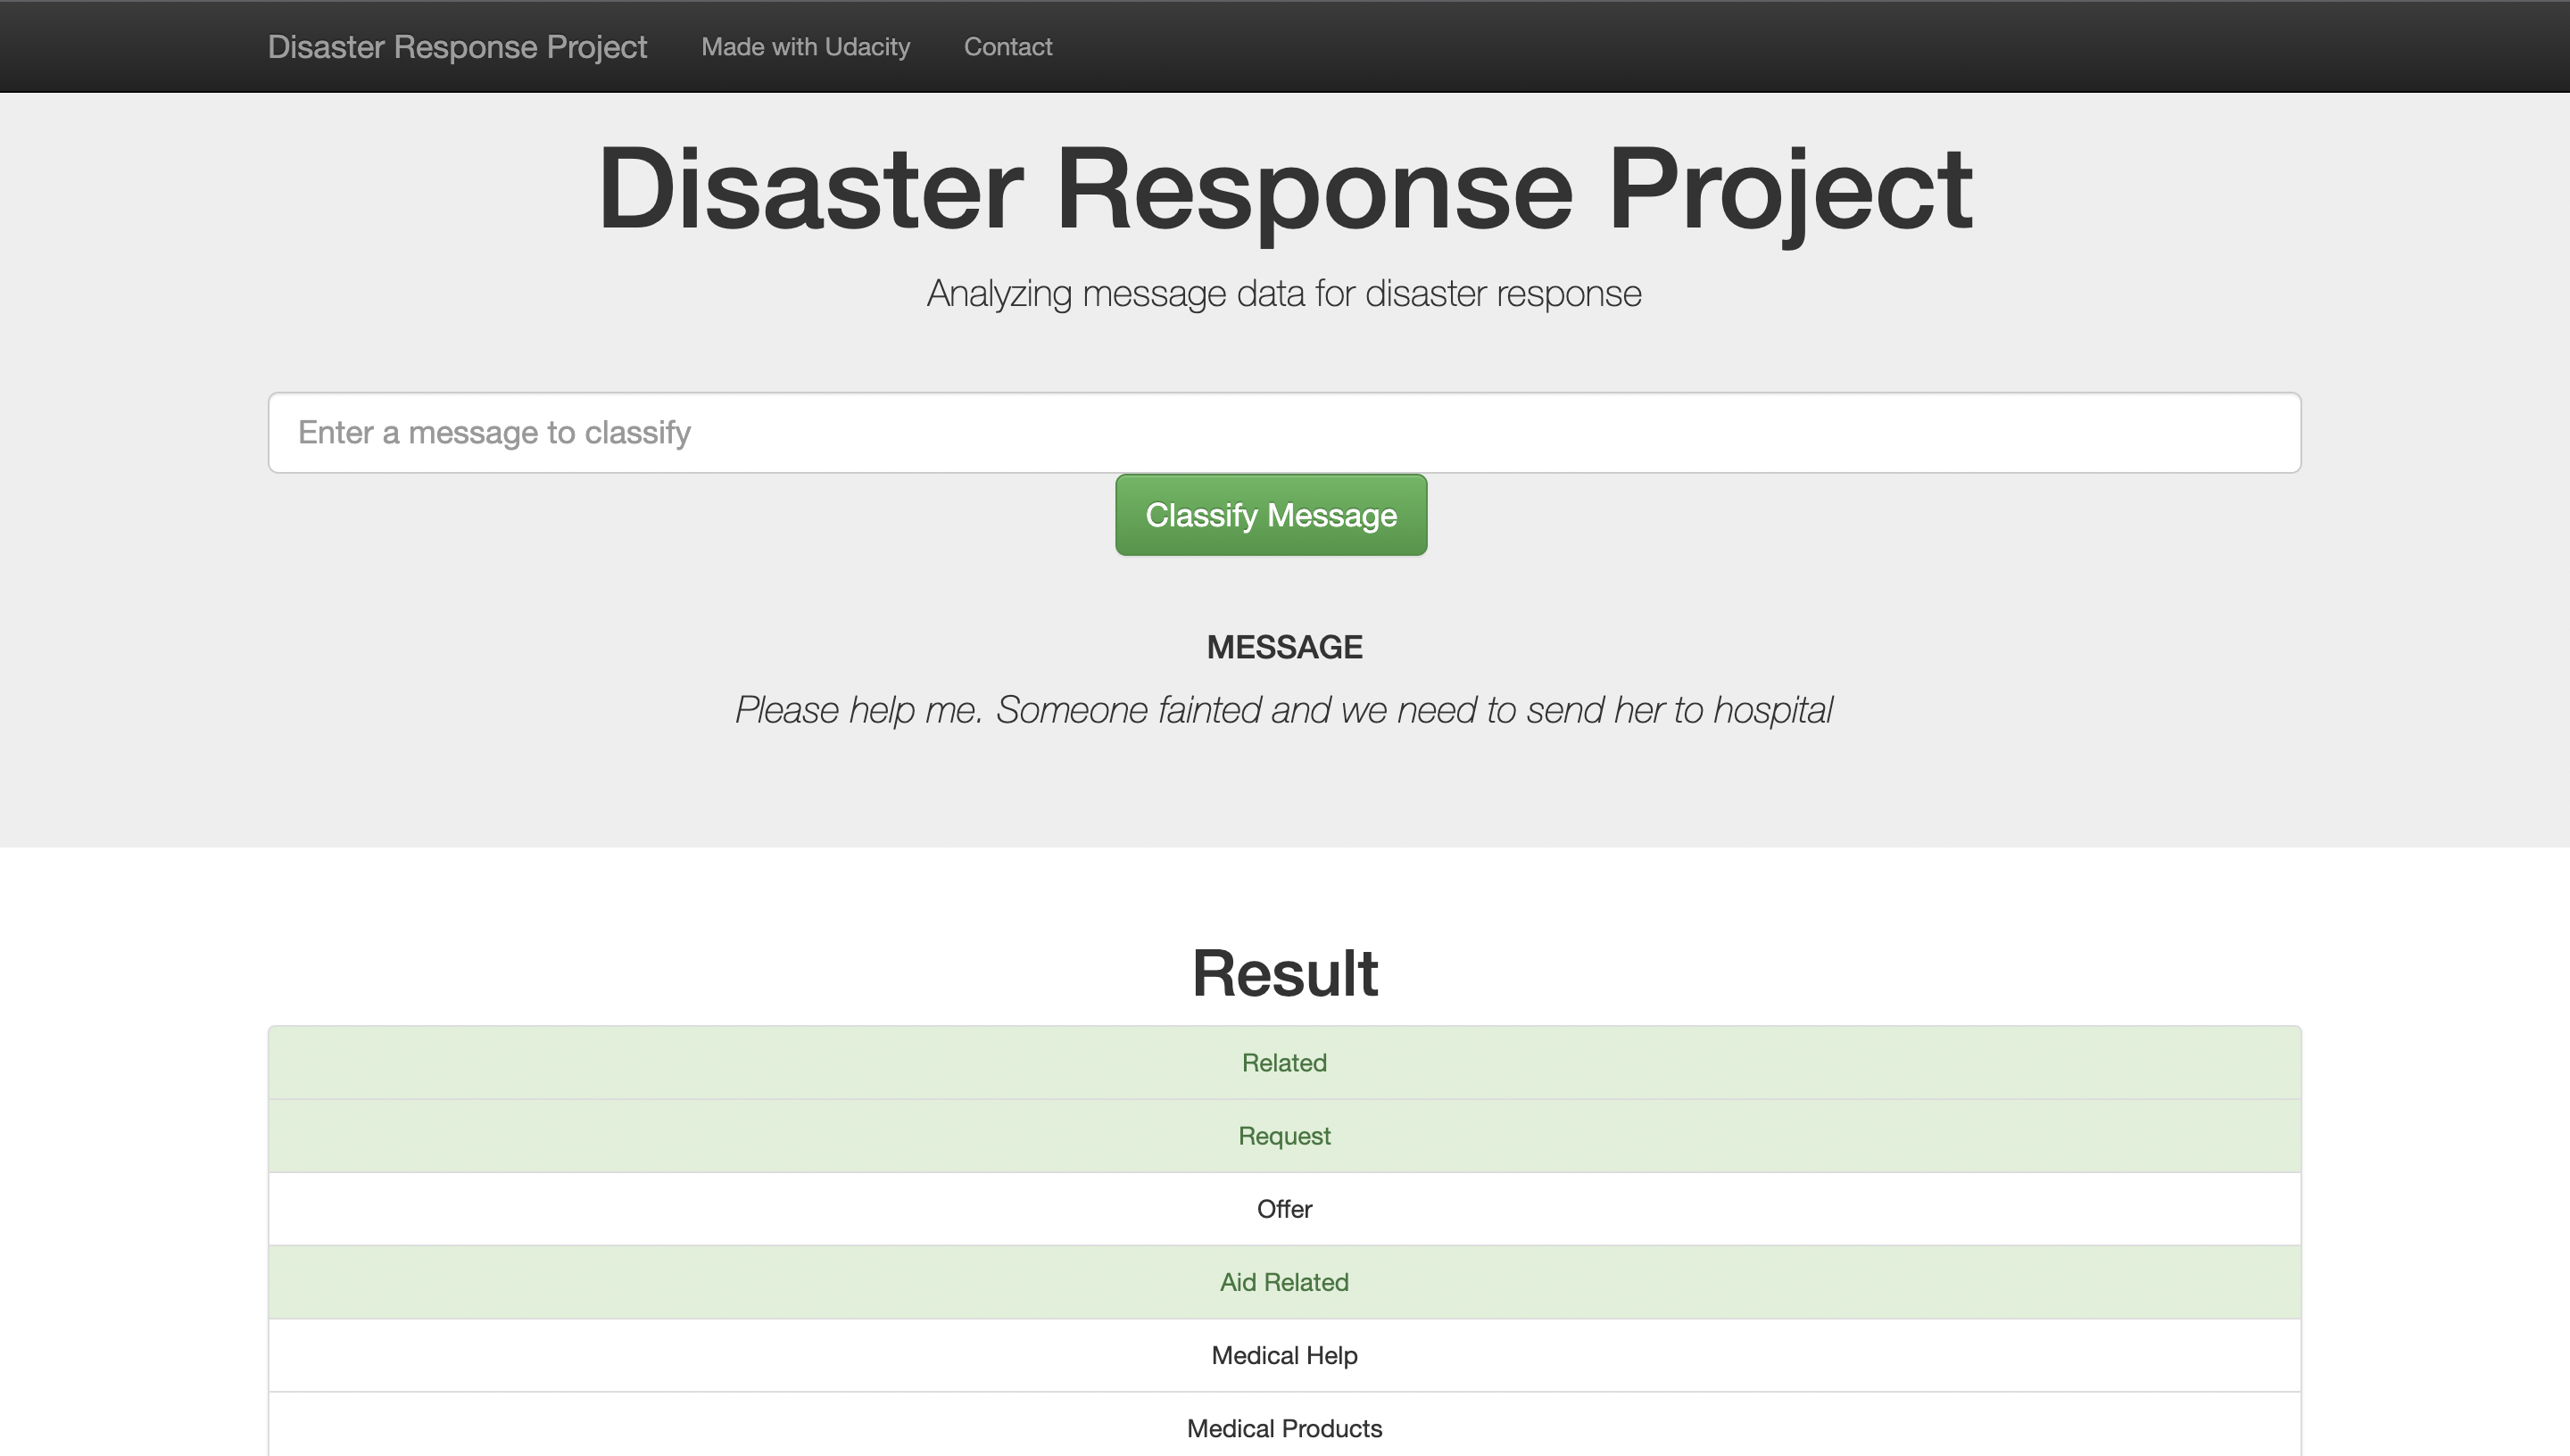 Disaster Response Project Made with Udacity Contact
Disaster Response Project
Analyzing message data for disaster response
Enter a message to classify
Classify Message
MESSAGE
Please help me. Someone fainted and we need to send her to hospital
Result
Related
Request
Offer
Aid Related
Medical Help
Medical Products